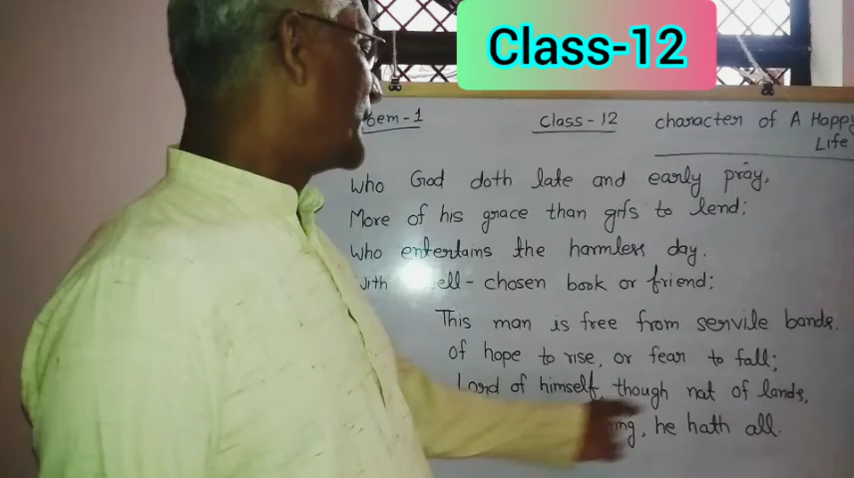 Class-12
oem-1 Class-12 character of A Happy
Life
Who God doth late and early pray,
More of his grace than gifs to lend;
Who entertains the harmless day.
With ell-chosen book or friend;
This man is free from servile bands.
Of hope to rise, or fear to fall;
Lord of himself, though not of lands,
ing, he hath all.